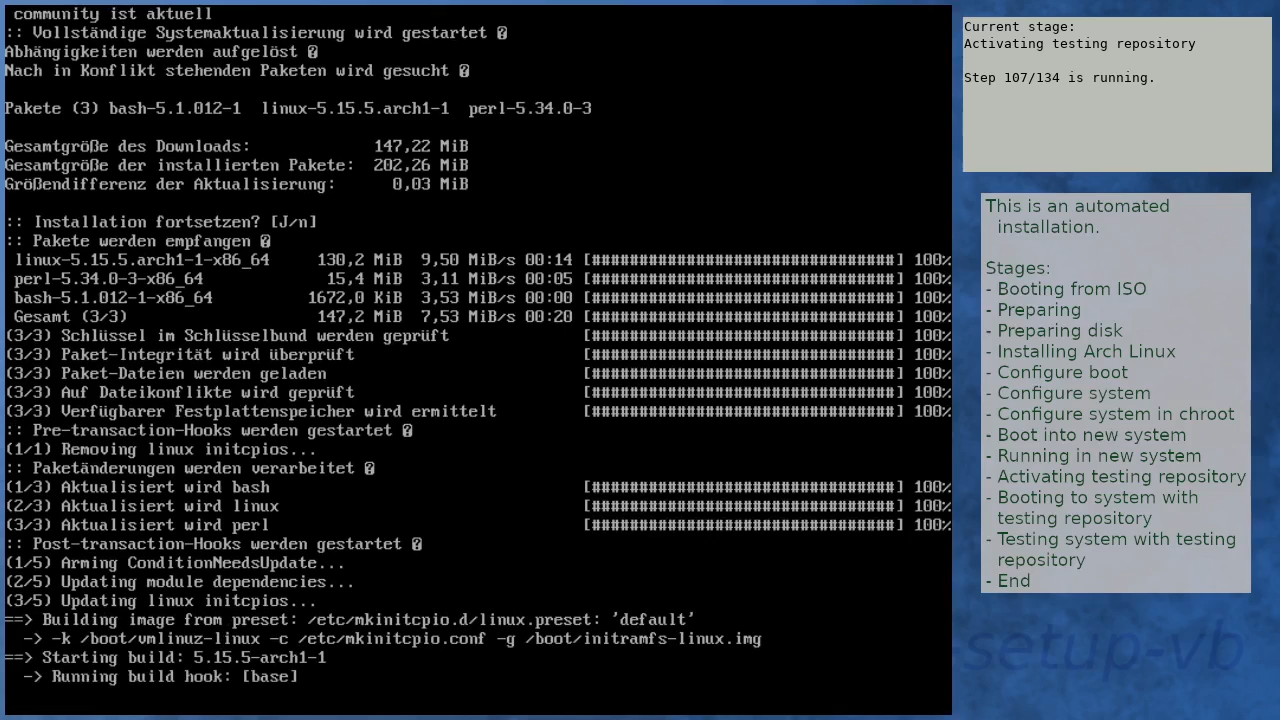 community ist aktuell
:: Vollständige Systemaktualisierung wird gestartet �
Abhängigkeiten werden aufgelöst �
Nach in Konflikt stehenden Paketen wird gesucht �
Pakete (3) bash-5.1.012-1  linux-5.15.5.arch1-1  perl-5.34.0-3
Gesamtgröße des Downloads: 147,22 MiB
Gesamtgröße der installierten Pakete: 202,26 MiB
Größendifferenz der Aktualisierung: 0,03 MiB
:: Installation fortsetzen? [J/n]
:: Pakete werden empfangen �
linux-5.15.5.arch1-1-x86_64 130,2 MiB 9,50 MiB/s 00:14 [################################] 100%
perl-5.34.0-3-x86_64 15,4 MiB 3,11 MiB/s 00:05 [################################] 100%
bash-5.1.012-1-x86_64 1672,0 KiB 3,53 MiB/s 00:00 [################################] 100%
Gesamt (3/3) 147,2 MiB 7,53 MiB/s 00:20 [################################] 100%
(3/3) Schlüssel im Schlüsselbund werden geprüft [################################] 100%
(3/3) Paket-Integrität wird überprüft [################################] 100%
(3/3) Paket-Dateien werden geladen [################################] 100%
(3/3) Auf Dateikonflikte wird geprüft [################################] 100%
(3/3) Verfügbarer Festplattenspeicher wird ermittelt [################################] 100%
:: Pre-transaction-Hooks werden gestartet �
(1/1) Removing linux initcpios...
:: Paketänderungen werden verarbeitet �
(1/3) Aktualisiert wird bash [################################] 100%
(2/3) Aktualisiert wird linux [################################] 100%
(3/3) Aktualisiert wird perl [################################] 100%
:: Post-transaction-Hooks werden gestartet �
(1/5) Arming ConditionNeedsUpdate...
(2/5) Updating module dependencies...
(3/5) Updating linux initcpios...
==> Building image from preset: /etc/mkinitcpio.d/linux.preset: 'default'
-> -k /boot/vmlinuz-linux -c /etc/mkinitcpio.conf -g /boot/initramfs-linux.img
==> Starting build: 5.15.5-arch1-1
-> Running build hook: [base]
Current stage:
Activating testing repository
Step 107/134 is running.
This is an automated
installation.
Stages:
- Booting from ISO
- Preparing
- Preparing disk
- Installing Arch Linux
- Configure boot
- Configure system
- Configure system in chroot
- Boot into new system
- Running in new system
- Activating testing repository
- Booting to system with
testing repository
- Testing system with testing
repository
- End
-setup-vb